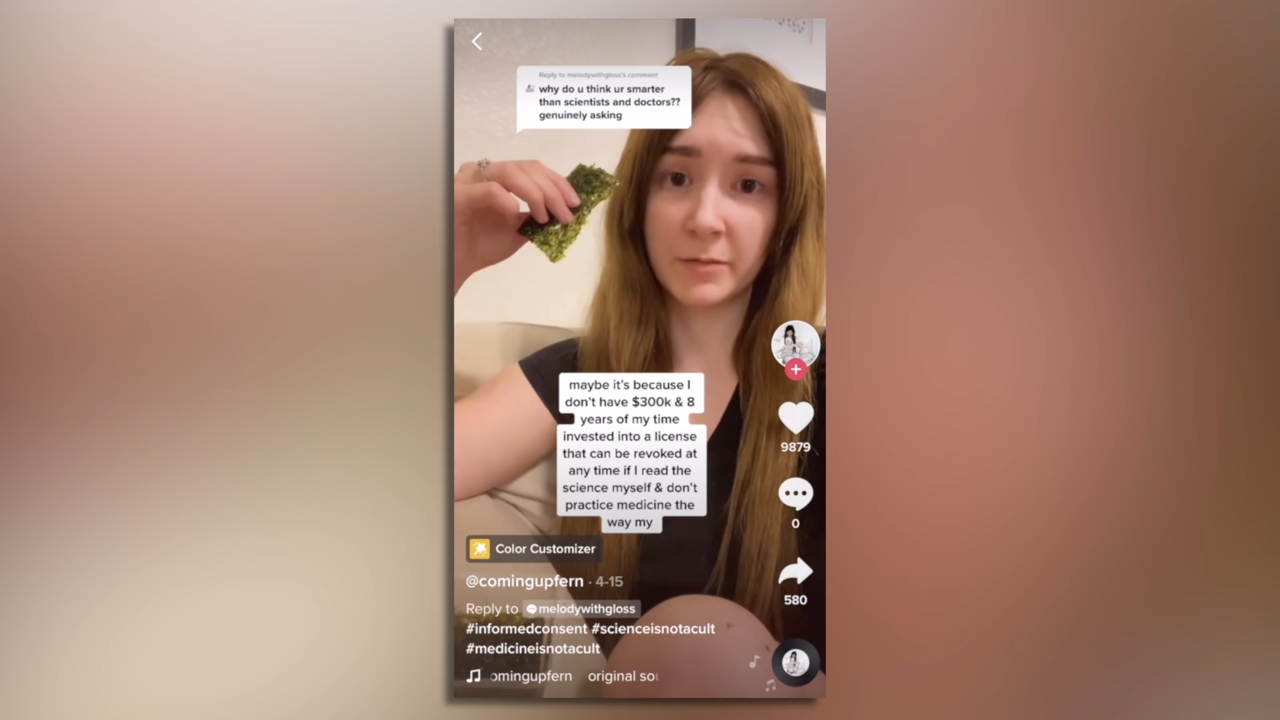 Reply to melodywithgloss's comment
why do u think ur smarter
than scientists and doctors??
genuinely asking
maybe it's because I
don't have $300k & 8
years of my time
invested into a license
that can be revoked at
any time if I read the
science myself & don't
practice medicine the
way my
9879
0
580
Color Customizer
@comingupfern · 4-15
Reply to melodywithgloss
#informedconsent #scienceisnotacult
#medicineisnotacult
omingupfern original so